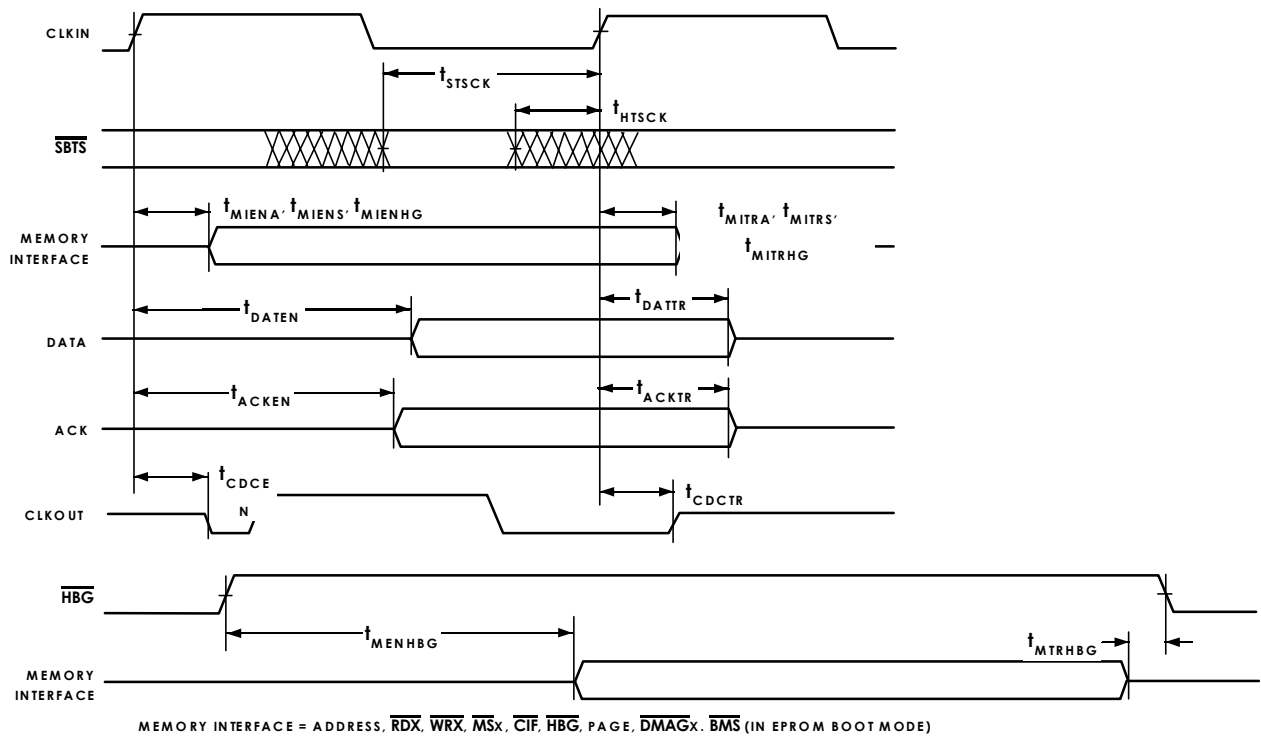 CLKIN
tSTSCK
tHTSCK
SBTS
tMIENA, tMIENS, tMIENHG
tMITRA, tMITRS,
tMITRHG
MEMORY
INTERFACE
tDATEN
tDATTR
DATA
tACKEN
tACKTR
ACK
tCDCE
N
tCDCTR
CLKOUT
HBG
tMENHBG
tMTRHBG
MEMORY
INTERFACE
MEMORY INTERFACE = ADDRESS, RDX, WRX, MSX, CIF, HBG, PAGE, DMAGX. BMS (IN EPROM BOOT MODE)